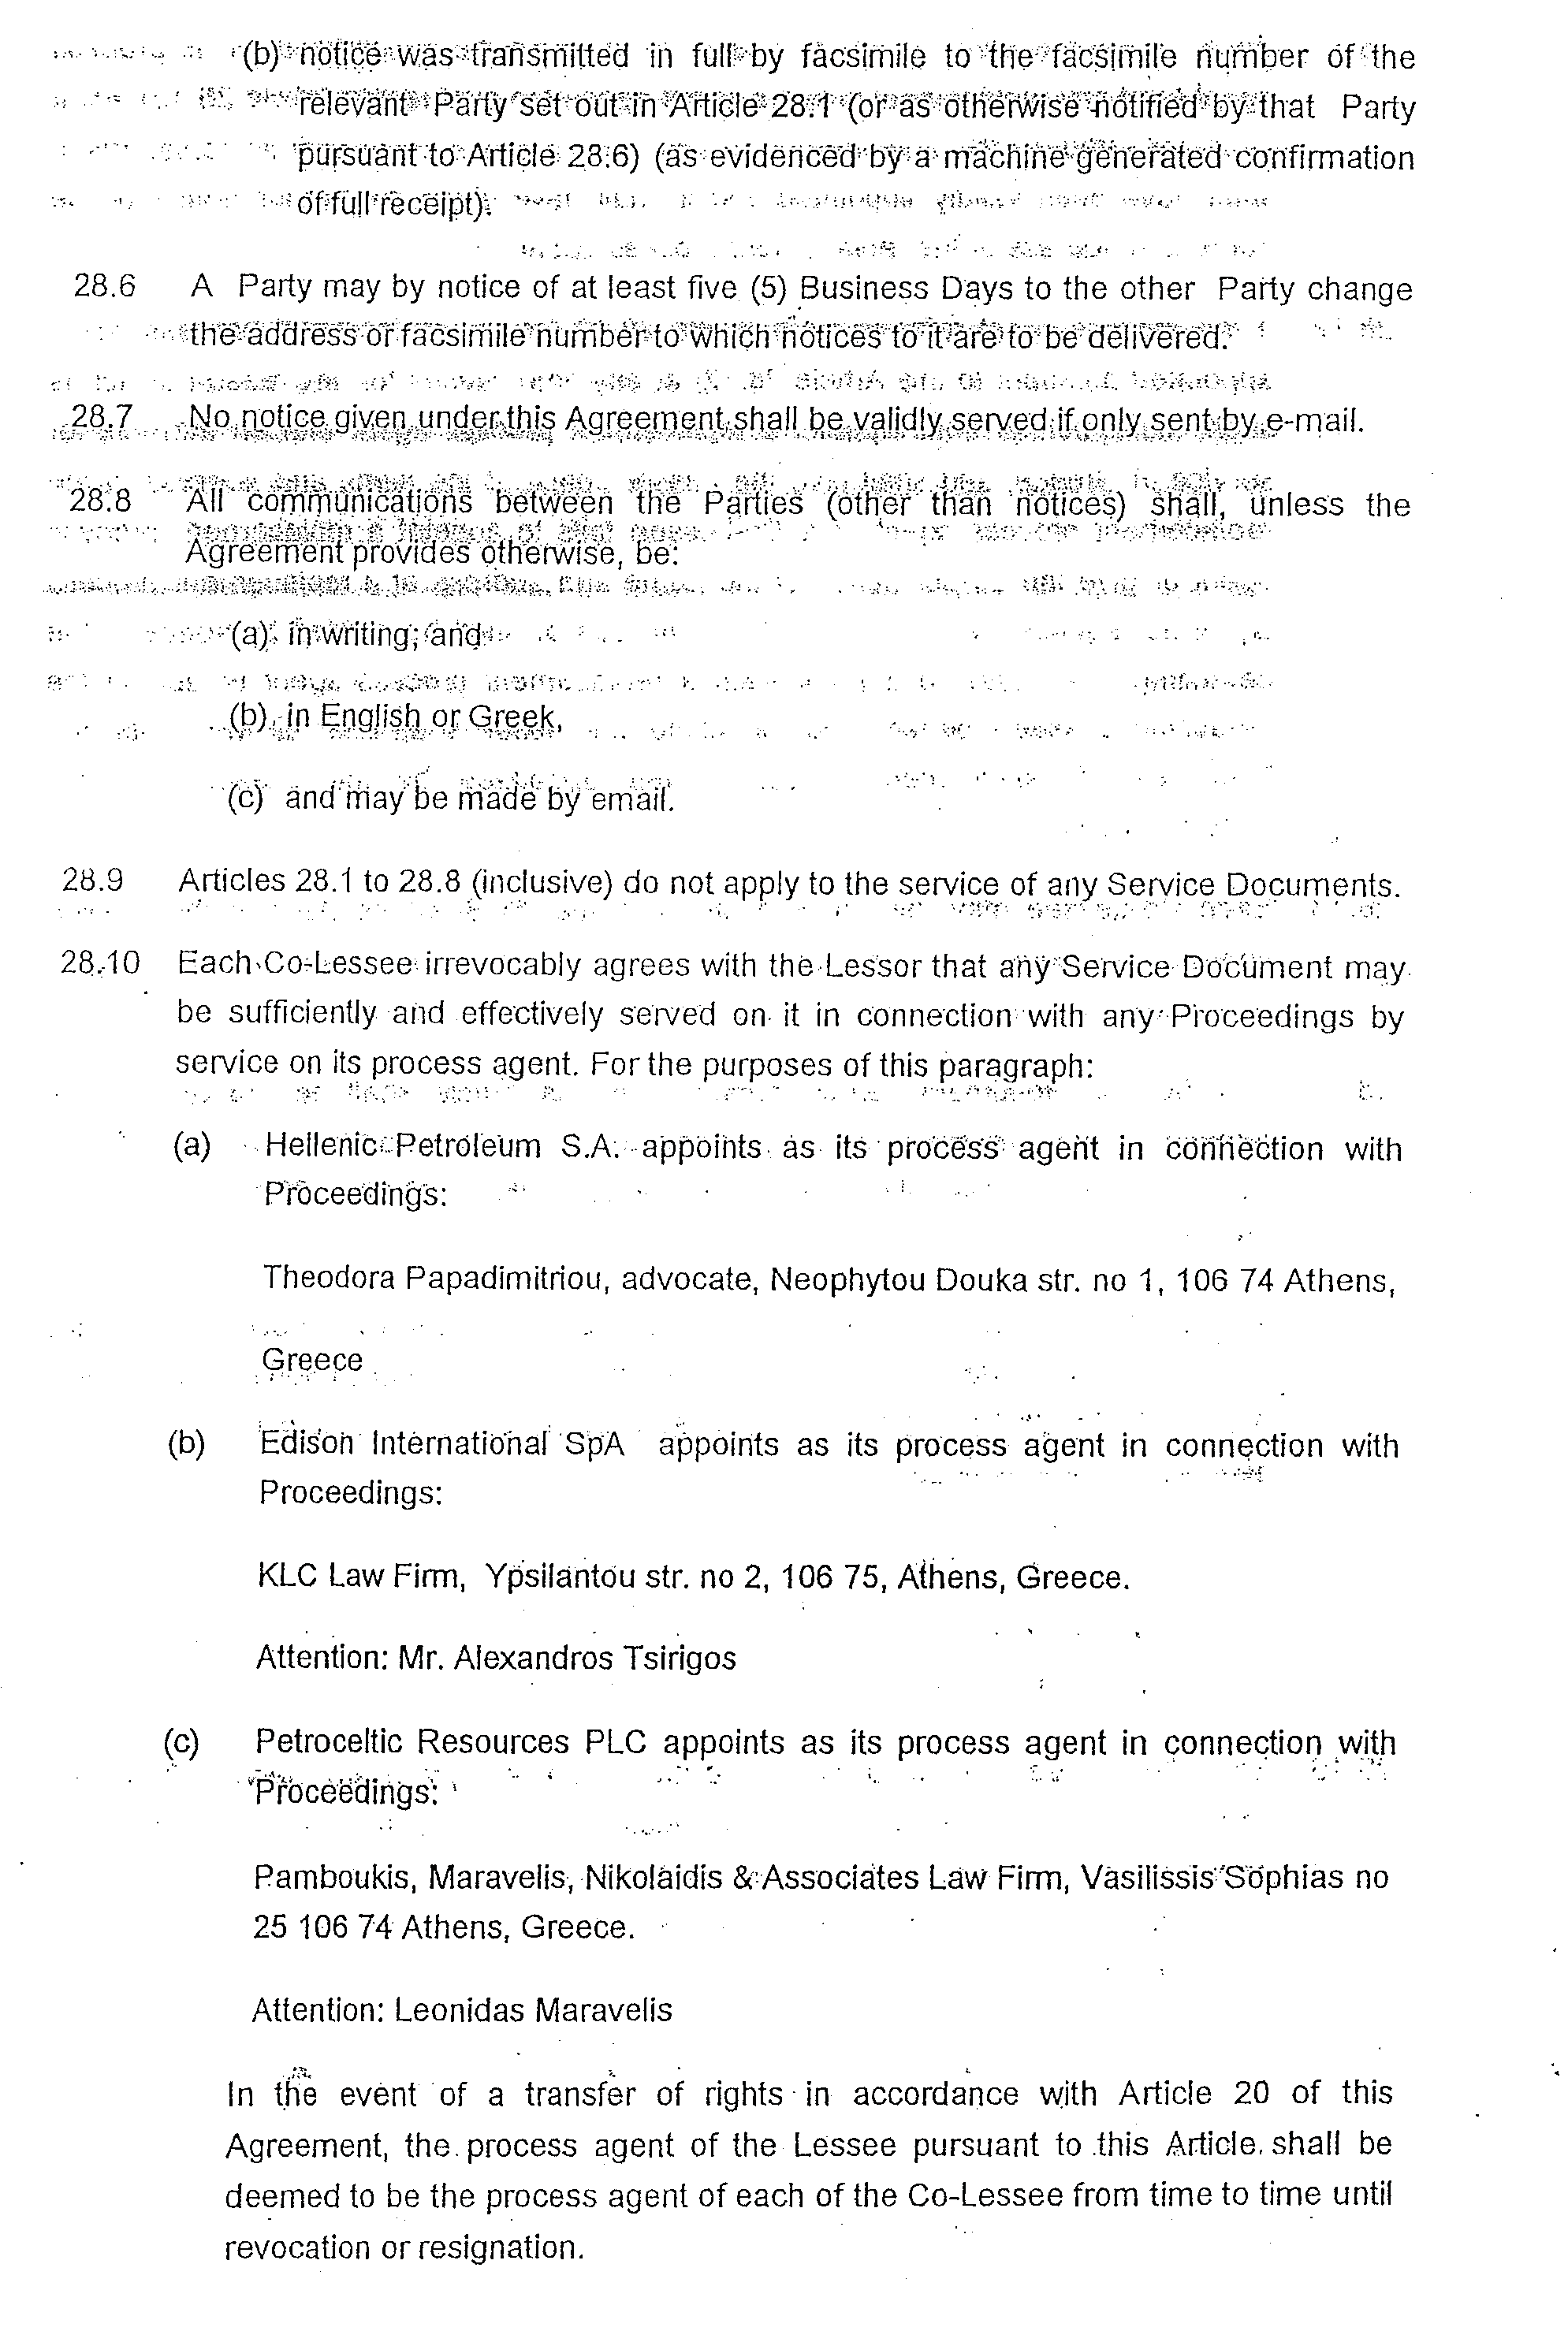 (b) notice was transmitted in full by facsimile to the facsimile number of the
relevant Party set out in Article 28.1 (or as otherwise notified by that Party
pursuant to Article 28.6) (as evidenced by a machine generated confirmation
of full receipt).
28.6 A Party may by notice of at least five (5) Business Days to the other Party change
the address or facsimile number to which notices to it are to be delivered.
28.7 No notice given under this Agreement shall be validly served if only sent by e-mail.
28.8 All communications between the Parties (other than notices) shall, unless the
Agreement provides otherwise, be:
(a) in writing; and
(b) in English or Greek,
(c) and may be made by email.
28.9 Articles 28.1 to 28.8 (inclusive) do not apply to the service of any Service Documents.
28.10 Each Co-Lessee irrevocably agrees with the Lessor that any Service Document may
be sufficiently and effectively served on it in connection with any Proceedings by
service on its process agent. For the purposes of this paragraph:
(a) Hellenic Petroleum S.A. appoints as its process agent in connection with
Proceedings:
Theodora Papadimitriou, advocate, Neophytou Douka str. no 1, 106 74 Athens,
Greece
(b) Edison International SpA appoints as its process agent in connection with
Proceedings:
KLC Law Firm, Ypsilantou str. no 2, 106 75, Athens, Greece.
Attention: Mr. Alexandros Tsirigos
(c) Petroceltic Resources PLC appoints as its process agent in connection with
Proceedings:
Pamboukis, Maravelis, Nikolaidis & Associates Law Firm, Vasilissis Sophias no
25 106 74 Athens, Greece.
Attention: Leonidas Maravelis
In the event of a transfer of rights in accordance with Article 20 of this
Agreement, the process agent of the Lessee pursuant to this Article shall be
deemed to be the process agent of each of the Co-Lessee from time to time until
revocation or resignation.